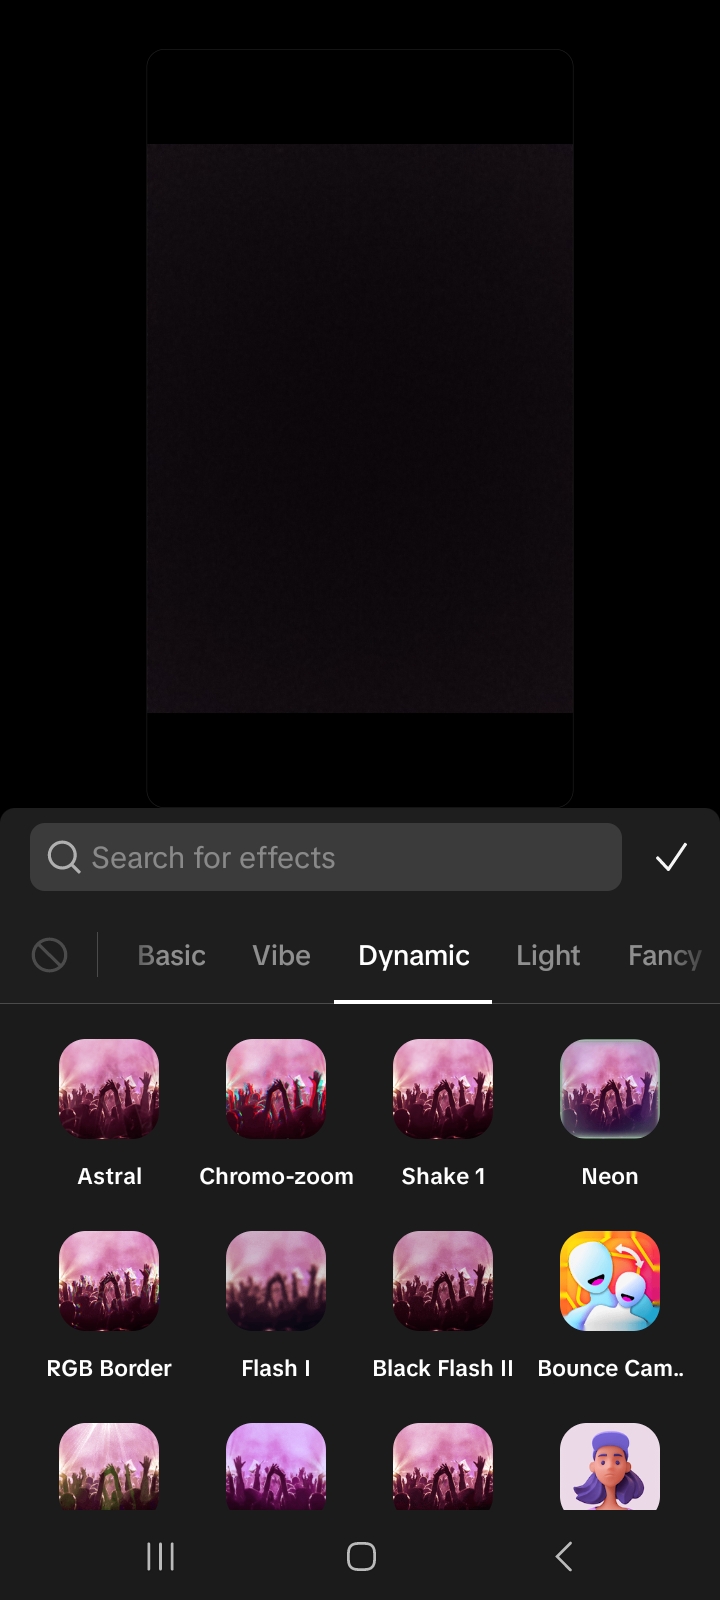 Search for effects
Basic Vibe Dynamic Light Fancy
Astral Chromo-zoom Shake 1 Neon
RGB Border Flash I Black Flash II Bounce Cam..